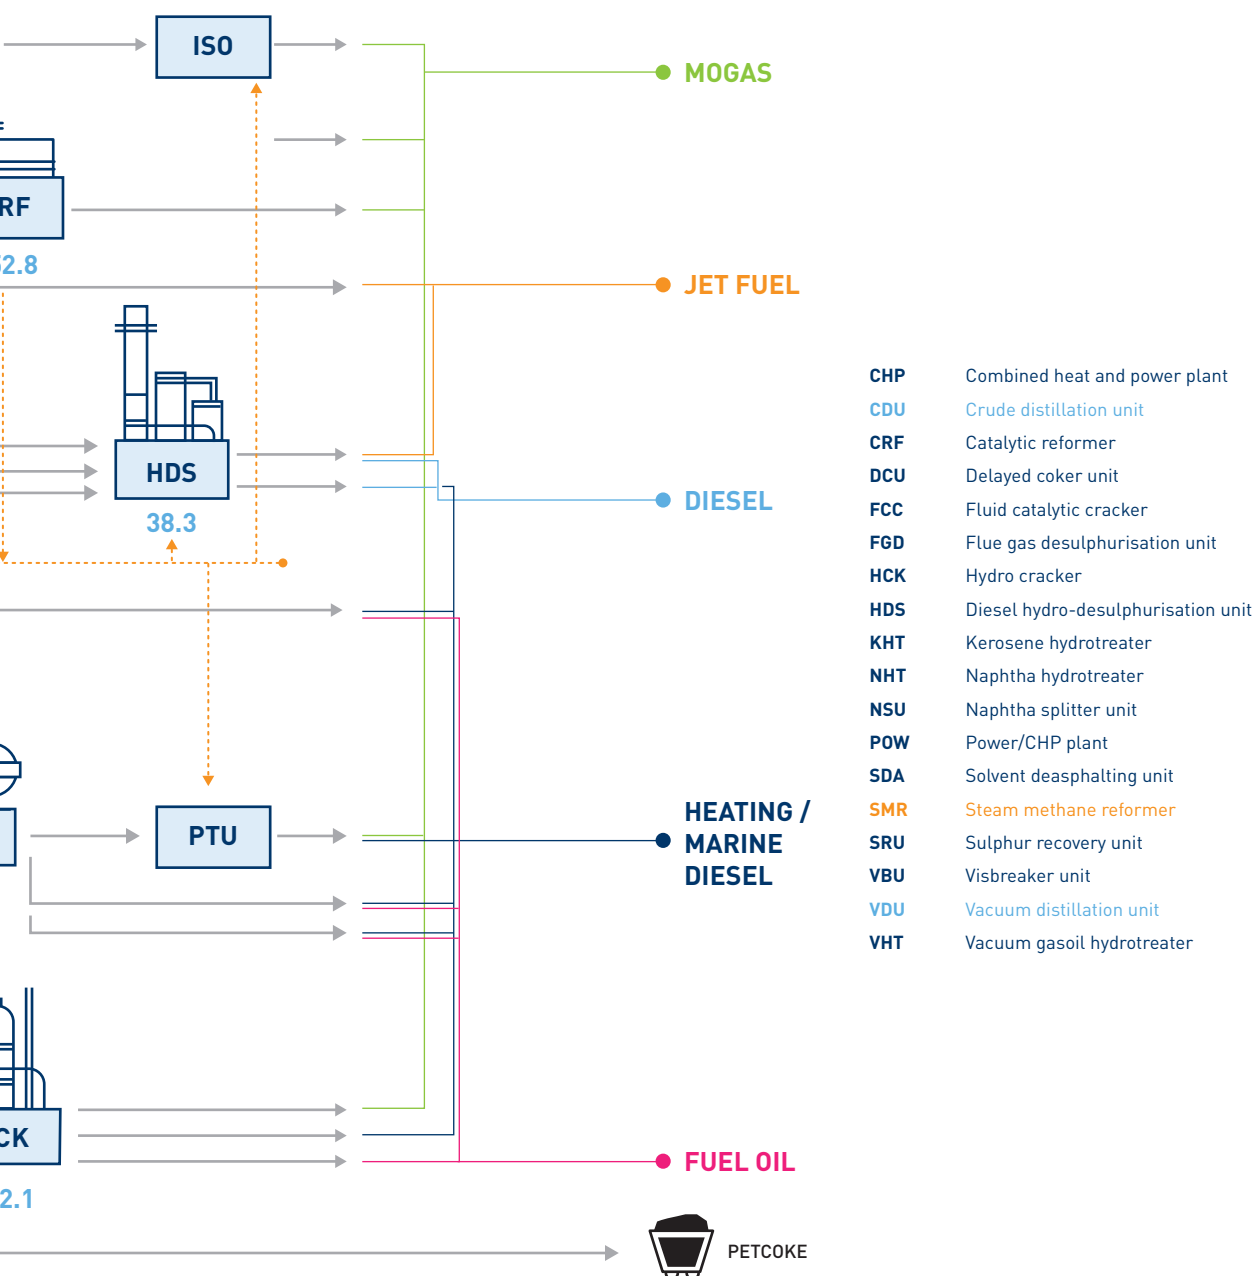 ISO
MOGAS
RF
2.8
JET FUEL
HDS
38.3
DIESEL
PTU
HEATING /
MARINE
DIESEL
CK
2.1
FUEL OIL
PETCOKE
CHP Combined heat and power plant
CDU Crude distillation unit
CRF Catalytic reformer
DCU Delayed coker unit
FCC Fluid catalytic cracker
FGD Flue gas desulphurisation unit
HCK Hydro cracker
HDS Diesel hydro-desulphurisation unit
KHT Kerosene hydrotreater
NHT Naphtha hydrotreater
NSU Naphtha splitter unit
POW Power/CHP plant
SDA Solvent deasphalting unit
SMR Steam methane reformer
SRU Sulphur recovery unit
VBU Visbreaker unit
VDU Vacuum distillation unit
VHT Vacuum gasoil hydrotreater